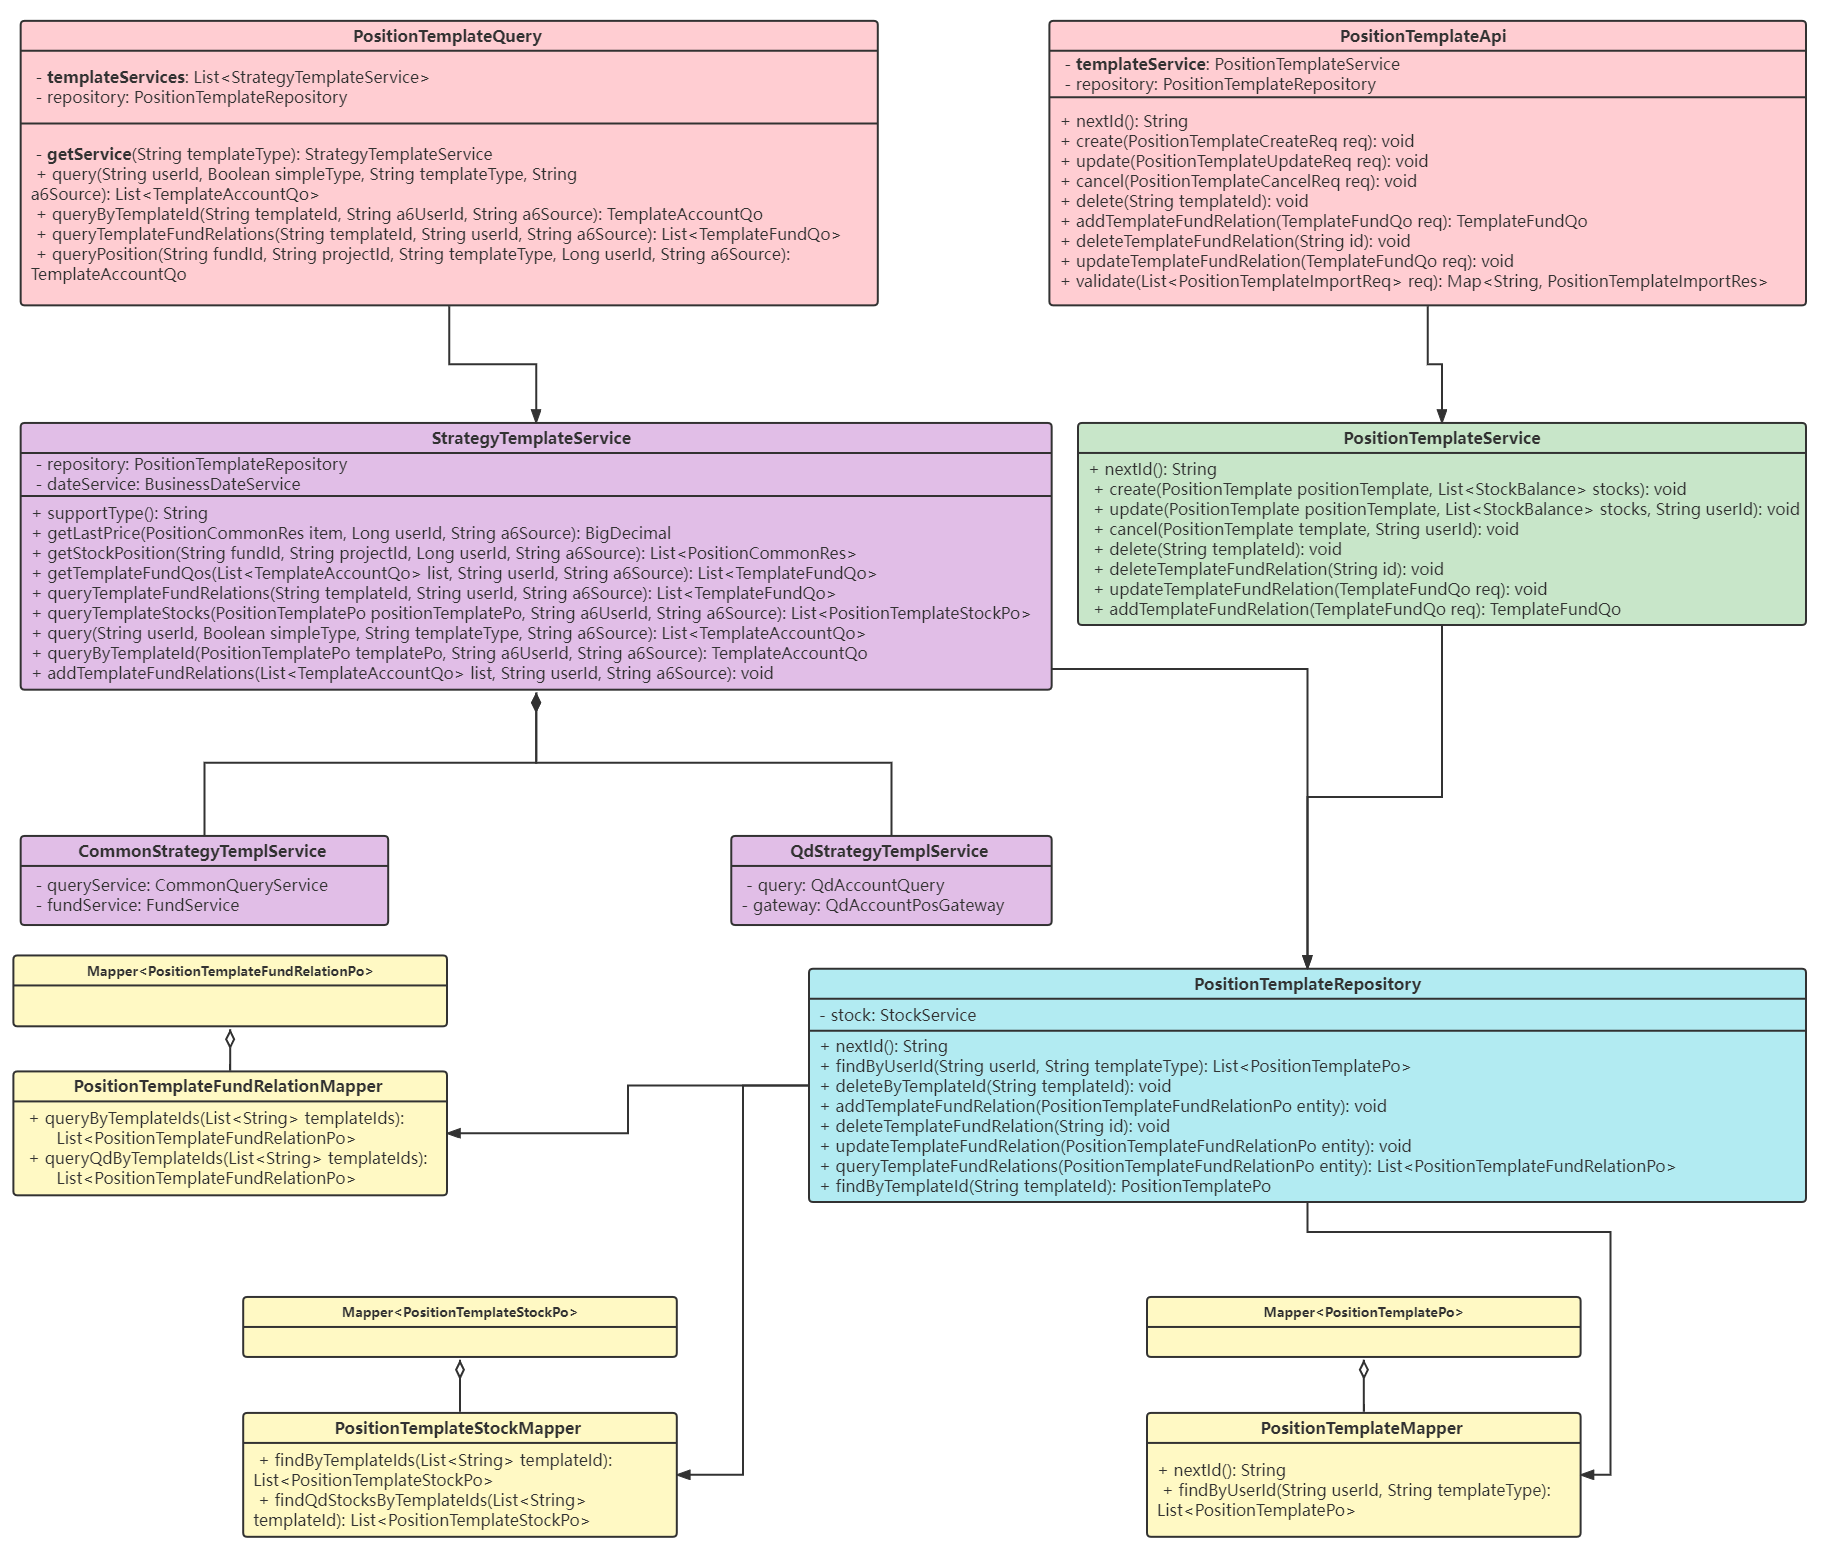 PositionTemplateQuery
- templateServices: List<StrategyTemplateService>
- repository: PositionTemplateRepository
- getService(String templateType): StrategyTemplateService
+ query(String userId, Boolean simpleType, String templateType, String
a6Source): List<TemplateAccountQo>
+ queryByTemplateId(String templateId, String a6UserId, String a6Source): TemplateAccountQo
+ queryTemplateFundRelations(String templateId, String userId, String a6Source): List<TemplateFundQo>
+ queryPosition(String fundId, String projectId, String templateType, Long userId, String a6Source):
TemplateAccountQo
PositionTemplateApi
- templateService: PositionTemplateService
- repository: PositionTemplateRepository
+ nextId(): String
+ create(PositionTemplateCreateReq req): void
+ update(PositionTemplateUpdateReq req): void
+ cancel(PositionTemplateCancelReq req): void
+ delete(String templateId): void
+ addTemplateFundRelation(TemplateFundQo req): TemplateFundQo
+ deleteTemplateFundRelation(String id): void
+ updateTemplateFundRelation(TemplateFundQo req): void
+ validate(List<PositionTemplateImportReq> req): Map<String, PositionTemplateImportRes>
StrategyTemplateService
- repository: PositionTemplateRepository
- dateService: BusinessDateService
+ supportType(): String
+ getLastPrice(PositionCommonRes item, Long userId, String a6Source): BigDecimal
+ getStockPosition(String fundId, String projectId, Long userId, String a6Source): List<PositionCommonRes>
+ getTemplateFundQos(List<TemplateAccountQo> list, String userId, String a6Source): List<TemplateFundQo>
+ queryTemplateFundRelations(String templateId, String userId, String a6Source): List<TemplateFundQo>
+ queryTemplateStocks(PositionTemplatePo positionTemplatePo, String a6UserId, String a6Source): List<PositionTemplateStockPo>
+ query(String userId, Boolean simpleType, String templateType, String a6Source): List<TemplateAccountQo>
+ queryByTemplateId(PositionTemplatePo templatePo, String a6UserId, String a6Source): TemplateAccountQo
+ addTemplateFundRelations(List<TemplateAccountQo> list, String userId, String a6Source): void
PositionTemplateService
+ nextId(): String
+ create(PositionTemplate positionTemplate, List<StockBalance> stocks): void
+ update(PositionTemplate positionTemplate, List<StockBalance> stocks, String userId): void
+ cancel(PositionTemplate template, String userId): void
+ delete(String templateId): void
+ deleteTemplateFundRelation(String id): void
+ updateTemplateFundRelation(TemplateFundQo req): void
+ addTemplateFundRelation(TemplateFundQo req): TemplateFundQo
CommonStrategyTemplService
- queryService: CommonQueryService
- fundService: FundService
QdStrategyTemplService
- query: QdAccountQuery
- gateway: QdAccountPosGateway
Mapper<PositionTemplateFundRelationPo>
PositionTemplateFundRelationMapper
+ queryByTemplateIds(List<String> templateIds):
List<PositionTemplateFundRelationPo>
+ queryQdByTemplateIds(List<String> templateIds):
List<PositionTemplateFundRelationPo>
PositionTemplateRepository
- stock: StockService
+ nextId(): String
+ findByUserId(String userId, String templateType): List<PositionTemplatePo>
+ deleteByTemplateId(String templateId): void
+ addTemplateFundRelation(PositionTemplateFundRelationPo entity): void
+ deleteTemplateFundRelation(String id): void
+ updateTemplateFundRelation(PositionTemplateFundRelationPo entity): void
+ queryTemplateFundRelations(PositionTemplateFundRelationPo entity): List<PositionTemplateFundRelationPo>
+ findByTemplateId(String templateId): PositionTemplatePo
Mapper<PositionTemplateStockPo>
PositionTemplateStockMapper
+ findByTemplateIds(List<String> templateId):
List<PositionTemplateStockPo>
+ findQdStocksByTemplateIds(List<String>
templateId): List<PositionTemplateStockPo>
Mapper<PositionTemplatePo>
PositionTemplateMapper
+ nextId(): String
+ findByUserId(String userId, String templateType):
List<PositionTemplatePo>